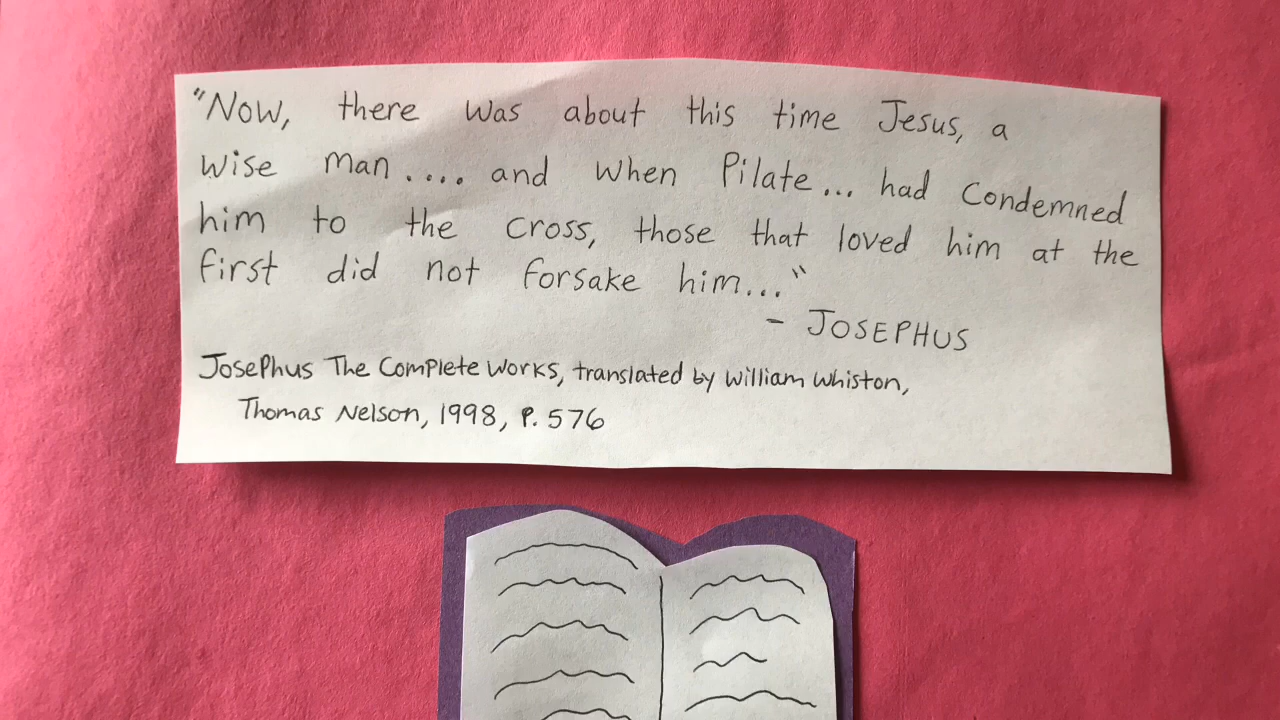 "Now, there was about this time Jesus, a
wise man.... and when Pilate... had condemned
him to the cross, those that loved him at the
first did not forsake him..."
- JOSEPHUS
Josephus The Complete Works, translated by William Whiston,
Thomas Nelson, 1998, P. 576